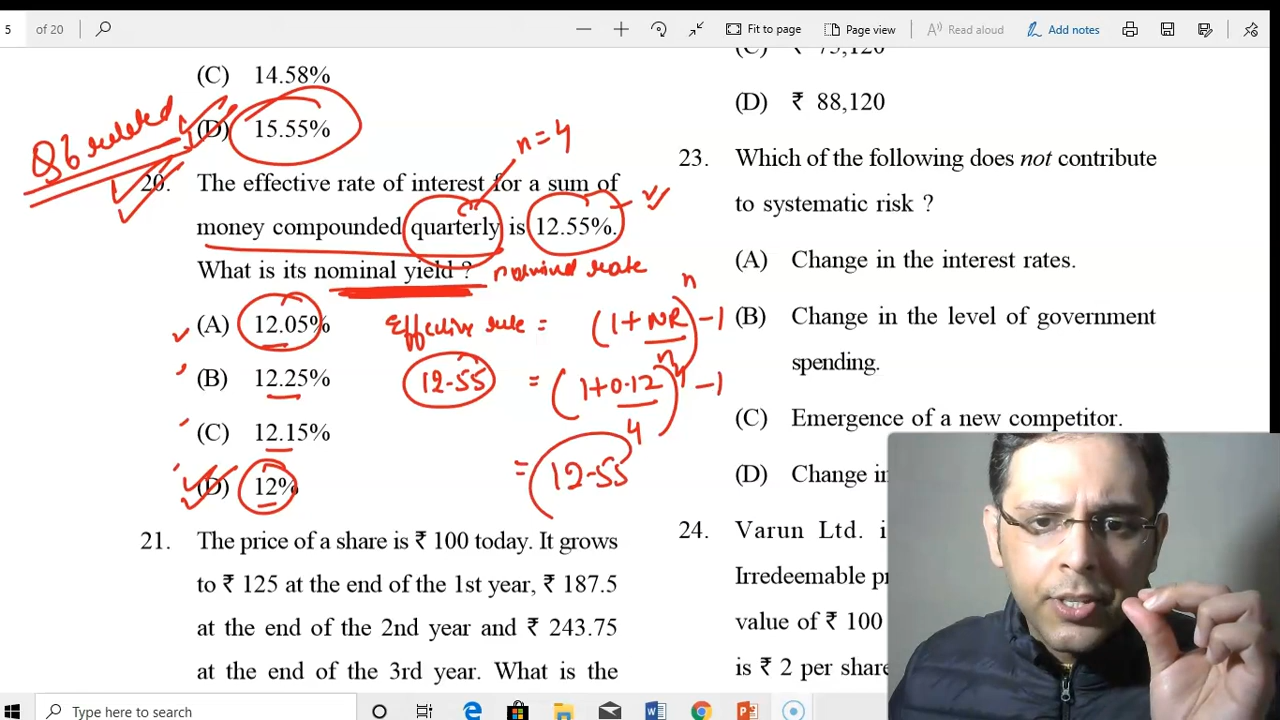 5 of 20
Fit to page
Page view
Read aloud
Add notes
(C) 14.58%
(D) 15.55%
Q6 related
n = 4
20. The effective rate of interest for a sum of
money compounded quarterly is 12.55%.
What is its nominal yield ?
nominal rate
(A) 12.05%
(B) 12.25%
(C) 12.15%
(D) 12%
Effective rate = (1 + NR/n)^n - 1
12.55 = (1 + 0.12/4)^4 - 1
= 12.55
21. The price of a share is ₹ 100 today. It grows
to ₹ 125 at the end of the 1st year, ₹ 187.5
at the end of the 2nd year and ₹ 243.75
at the end of the 3rd year. What is the
(D) ₹ 88,120
23. Which of the following does not contribute
to systematic risk ?
(A) Change in the interest rates.
(B) Change in the level of government
spending.
(C) Emergence of a new competitor.
(D) Change in
24. Varun Ltd. i
Irredeemable p
value of ₹ 100
is ₹ 2 per share
Type here to search